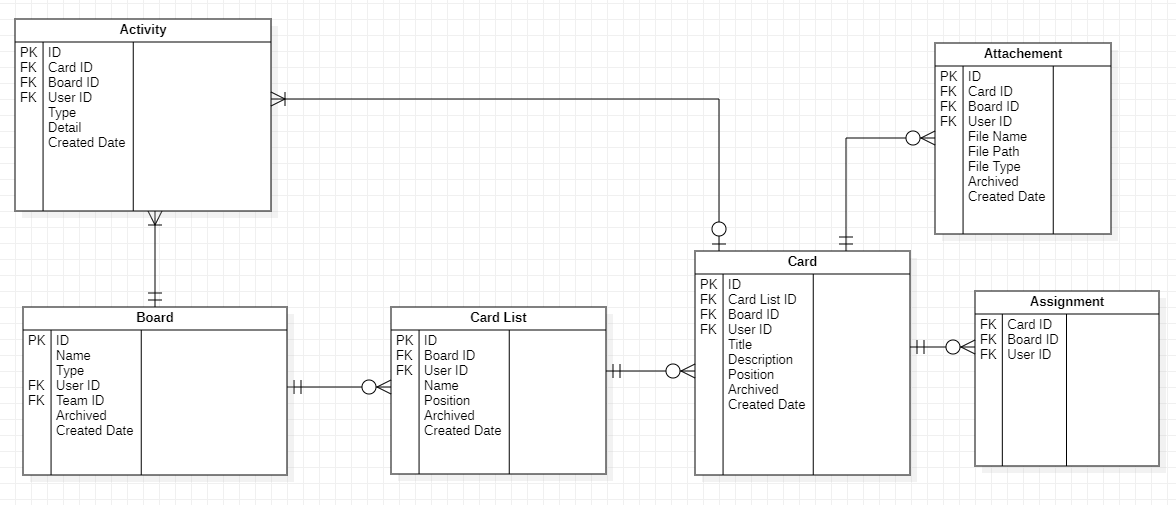 Activity
PK ID
FK Card ID
FK Board ID
FK User ID
Type
Detail
Created Date
Attachement
PK ID
FK Card ID
FK Board ID
FK User ID
File Name
File Path
File Type
Archived
Created Date
Board
PK ID
Name
Type
FK User ID
FK Team ID
Archived
Created Date
Card List
PK ID
FK Board ID
FK User ID
Name
Position
Archived
Created Date
Card
PK ID
FK Card List ID
FK Board ID
FK User ID
Title
Description
Position
Archived
Created Date
Assignment
FK Card ID
FK Board ID
FK User ID